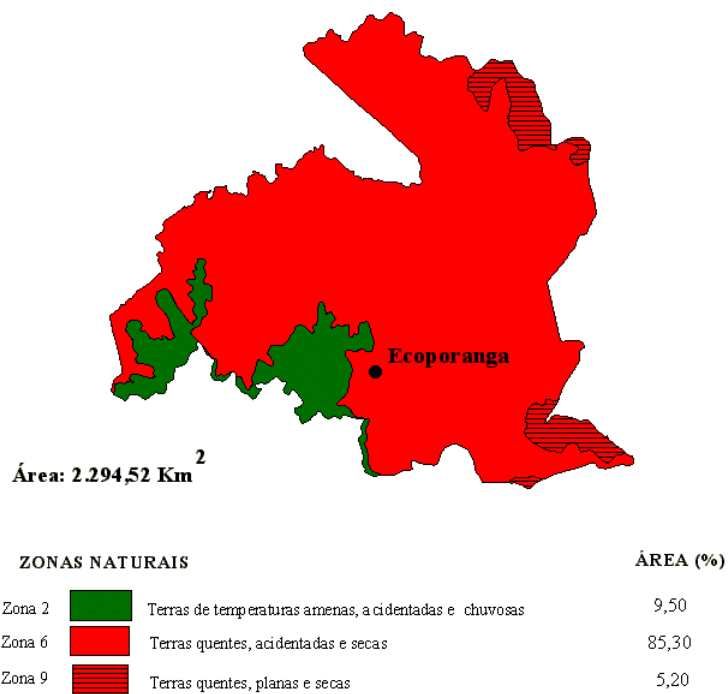 Ecoporanga
Área: 2.294,52 Km2
ZONAS NATURAIS ÁREA (%)
Zona 2 Terras de temperaturas amenas, acidentadas e chuvosas 9,50
Zona 6 Terras quentes, acidentadas e secas 85,30
Zona 9 Terras quentes, planas e secas 5,20